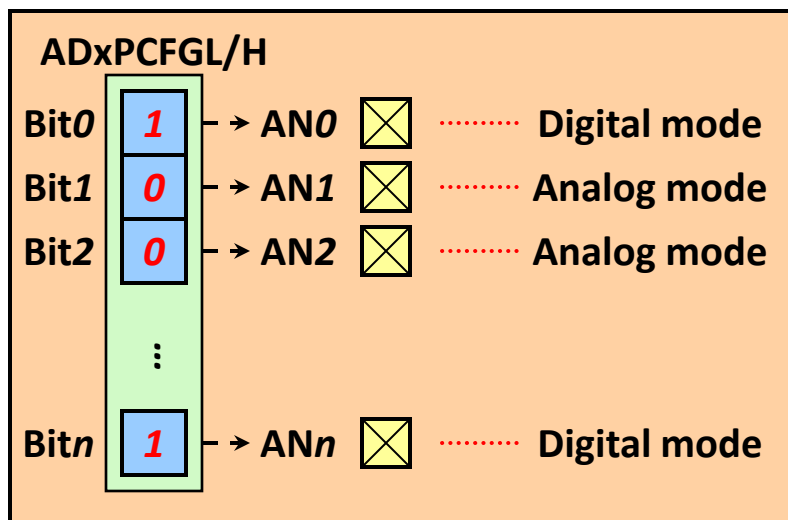 ADxPCFGL/H
Bit0 1 AN0 Digital mode
Bit1 0 AN1 Analog mode
Bit2 0 AN2 Analog mode
...
Bitn 1 ANn Digital mode